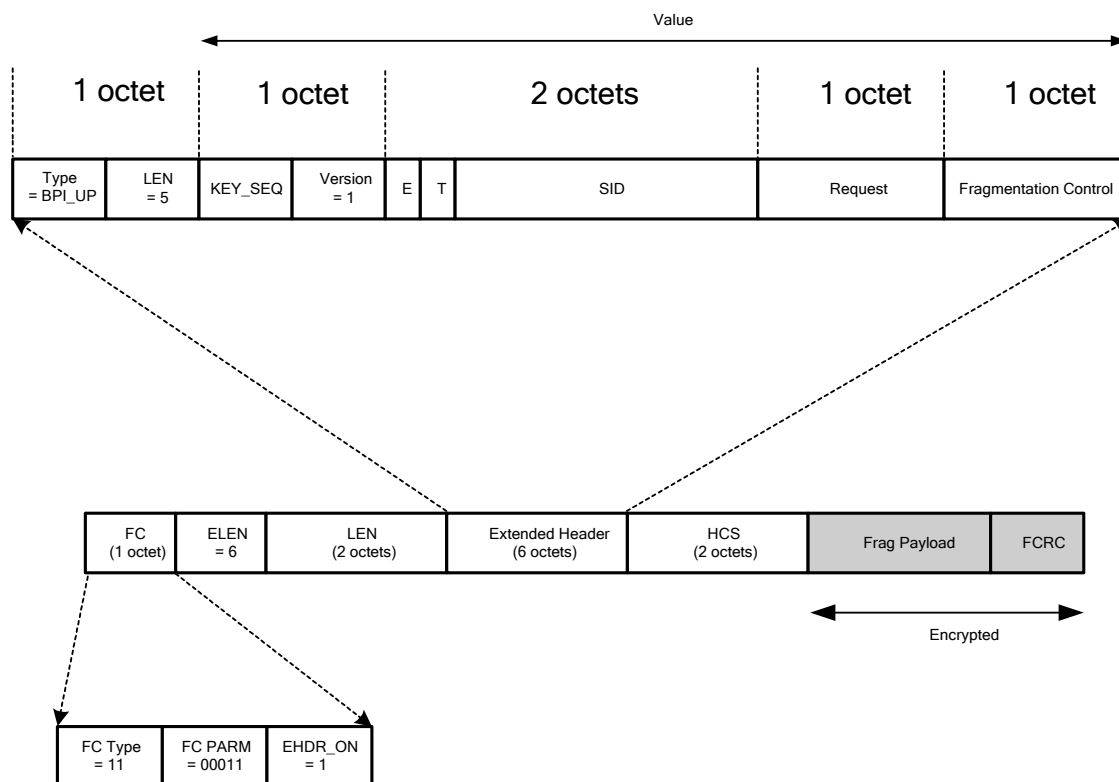 Value
1 octet 1 octet 2 octets 1 octet 1 octet
Type
= BPI_UP
LEN
= 5
KEY_SEQ
Version
= 1
E
T
SID
Request
Fragmentation Control
FC
(1 octet)
ELEN
= 6
LEN
(2 octets)
Extended Header
(6 octets)
HCS
(2 octets)
Frag Payload
FCRC
Encrypted
FC Type
= 11
FC PARM
= 00011
EHDR_ON
= 1